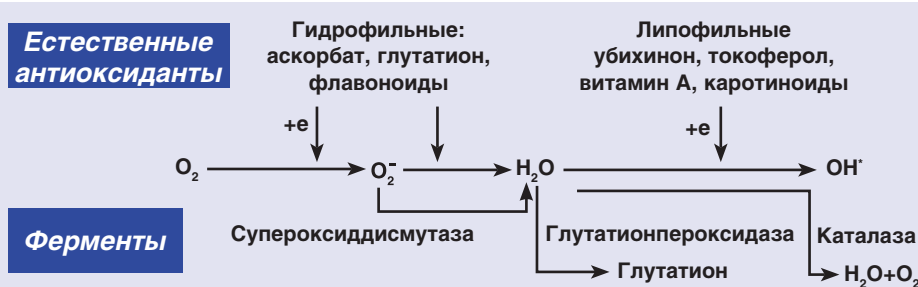 Естественные
антиоксиданты
Гидрофильные:
аскорбат, глутатион,
флавоноиды
Липофильные
убихинон, токоферол,
витамин А, каротиноиды
+e
+e
O₂
O₂⁻
H₂O
OH*
Ферменты
Супероксиддисмутаза
Глутатионпероксидаза
Каталаза
Глутатион
H₂O+O₂